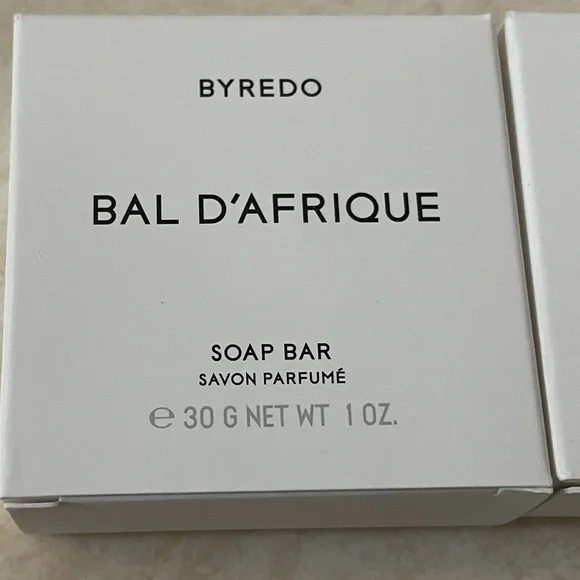 BYREDO
BAL D'AFRIQUE
SOAP BAR
SAVON PARFUMÉ
℮ 30 G NET WT 1 OZ.